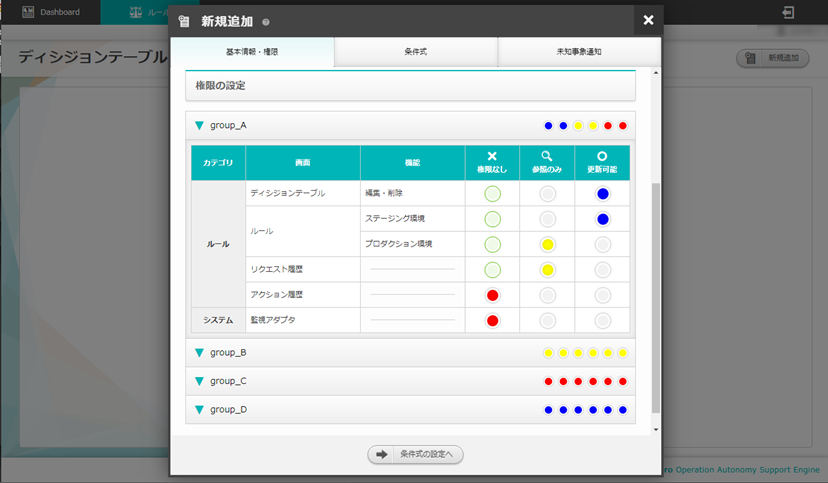 Dashboard
ルール
新規追加
ディシジョンテーブル
新規追加
基本情報・権限
条件式
未知事象通知
権限の設定
group_A
カテゴリ
画面
機能
権限なし
参照のみ
更新可能
ルール
ディシジョンテーブル
編集・削除
ルール
ステージング環境
プロダクション環境
リクエスト履歴
アクション履歴
システム
監視アダプタ
group_B
group_C
group_D
条件式の設定へ
ro Operation Autonomy Support Engine